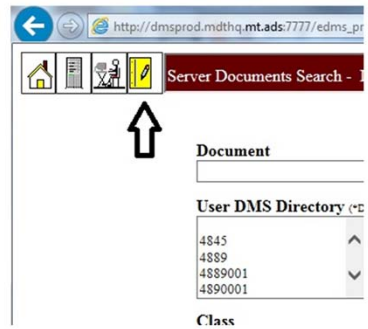 http://dmsprod.mdthq.mt.ads:7777/edms_pr
Server Documents Search -
Document
User DMS Directory
4845
4889
4889001
4890001
Class